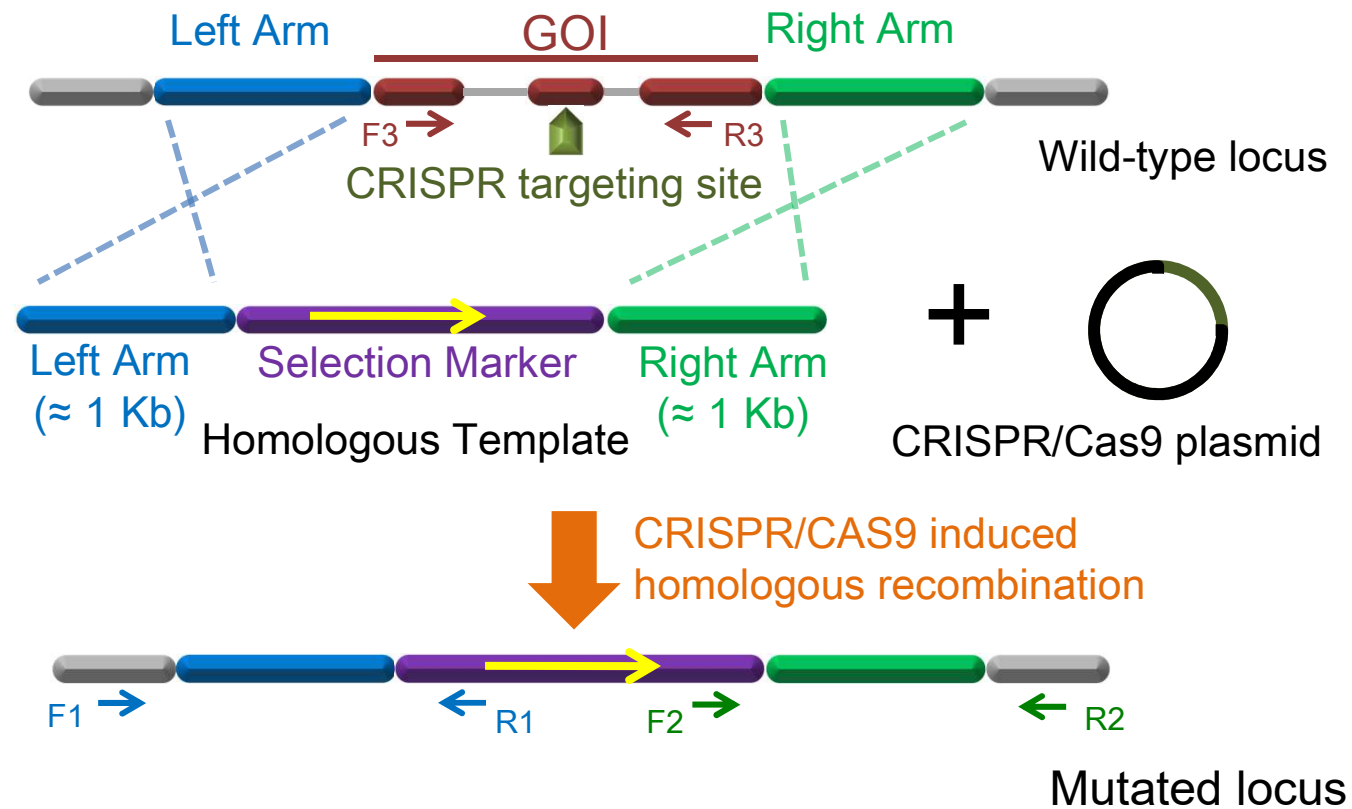 Left Arm
GOI
Right Arm
F3
R3
CRISPR targeting site
Wild-type locus
Left Arm
(≈ 1 Kb)
Selection Marker
Right Arm
(≈ 1 Kb)
Homologous Template
+
CRISPR/Cas9 plasmid
CRISPR/CAS9 induced
homologous recombination
F1
R1
F2
R2
Mutated locus